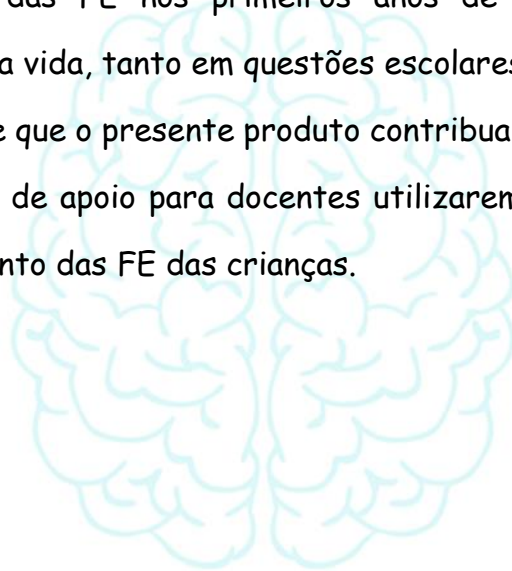 das FE nos primeiros anos de
a vida, tanto em questões escolares
e que o presente produto contribua
de apoio para docentes utilizarem
nto das FE das crianças.